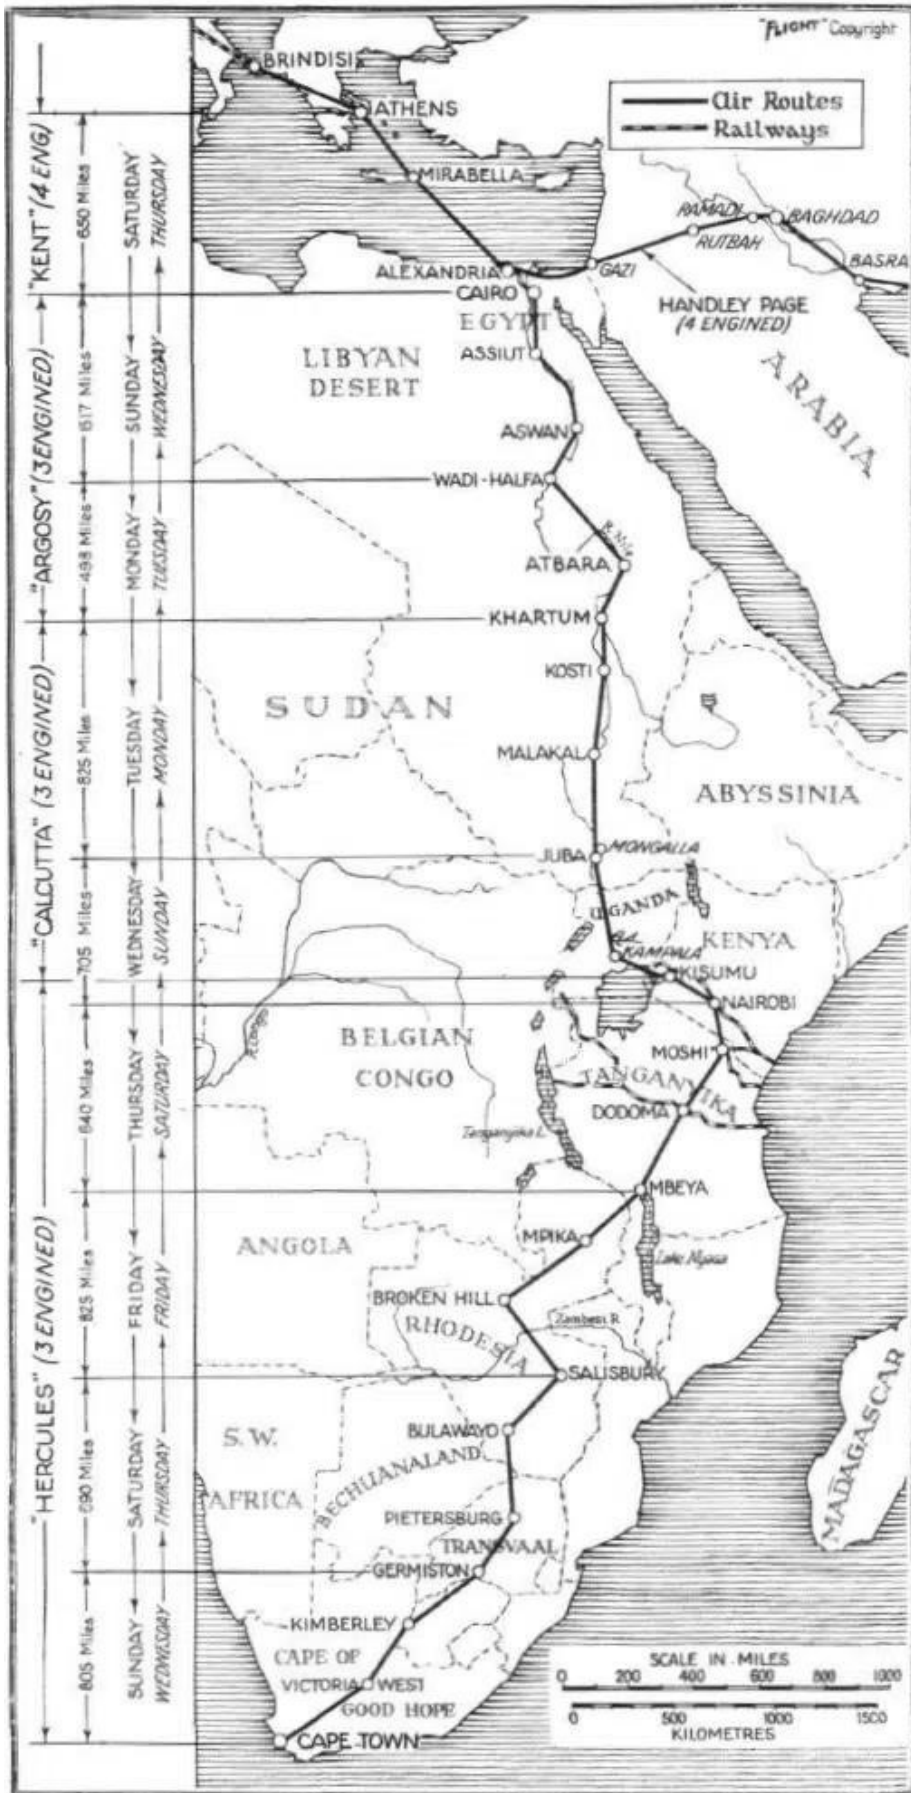 "FLIGHT" Copyright
Air Routes
Railways
BRINDISI
ATHENS
MIRABELLA
ALEXANDRIA
CAIRO
EGYPT
ASSIUT
LIBYAN
DESERT
ASWAN
WADI-HALFA
R. Nile
ATBARA
KHARTUM
KOSTI
SUDAN
MALAKAL
ABYSSINIA
MONGALLA
JUBA
UGANDA
KAMPALA
KENYA
KISUMU
NAIROBI
R. Congo
BELGIAN
CONGO
MOSHI
TANGANYIKA
DODOMA
Tanganyika L.
MBEYA
MPIKA
ANGOLA
Lake Nyasa
BROKEN HILL
RHODESIA
Zambesi R
SALISBURY
BULAWAYO
S.W.
AFRICA
BECHUANALAND
PIETERSBURG
TRANSVAAL
GERMISTON
KIMBERLEY
CAPE OF
VICTORIA WEST
GOOD HOPE
CAPE TOWN
MADAGASCAR
RAMADI
BAGHDAD
RUTBAH
BASRA
GAZI
HANDLEY PAGE
(4 ENGINED)
ARABIA
"KENT" (4 ENG)
"ARGOSY" (3 ENGINED)
"CALCUTTA" (3 ENGINED)
"HERCULES" (3 ENGINED)
650 Miles
617 Miles
498 Miles
825 Miles
705 Miles
640 Miles
825 Miles
690 Miles
805 Miles
SATURDAY
SUNDAY
MONDAY
TUESDAY
WEDNESDAY
THURSDAY
FRIDAY
SATURDAY
SUNDAY
THURSDAY
WEDNESDAY
TUESDAY
MONDAY
SUNDAY
SATURDAY
FRIDAY
THURSDAY
WEDNESDAY
SCALE IN MILES
0 200 400 600 800 1000
0 500 1000 1500
KILOMETRES